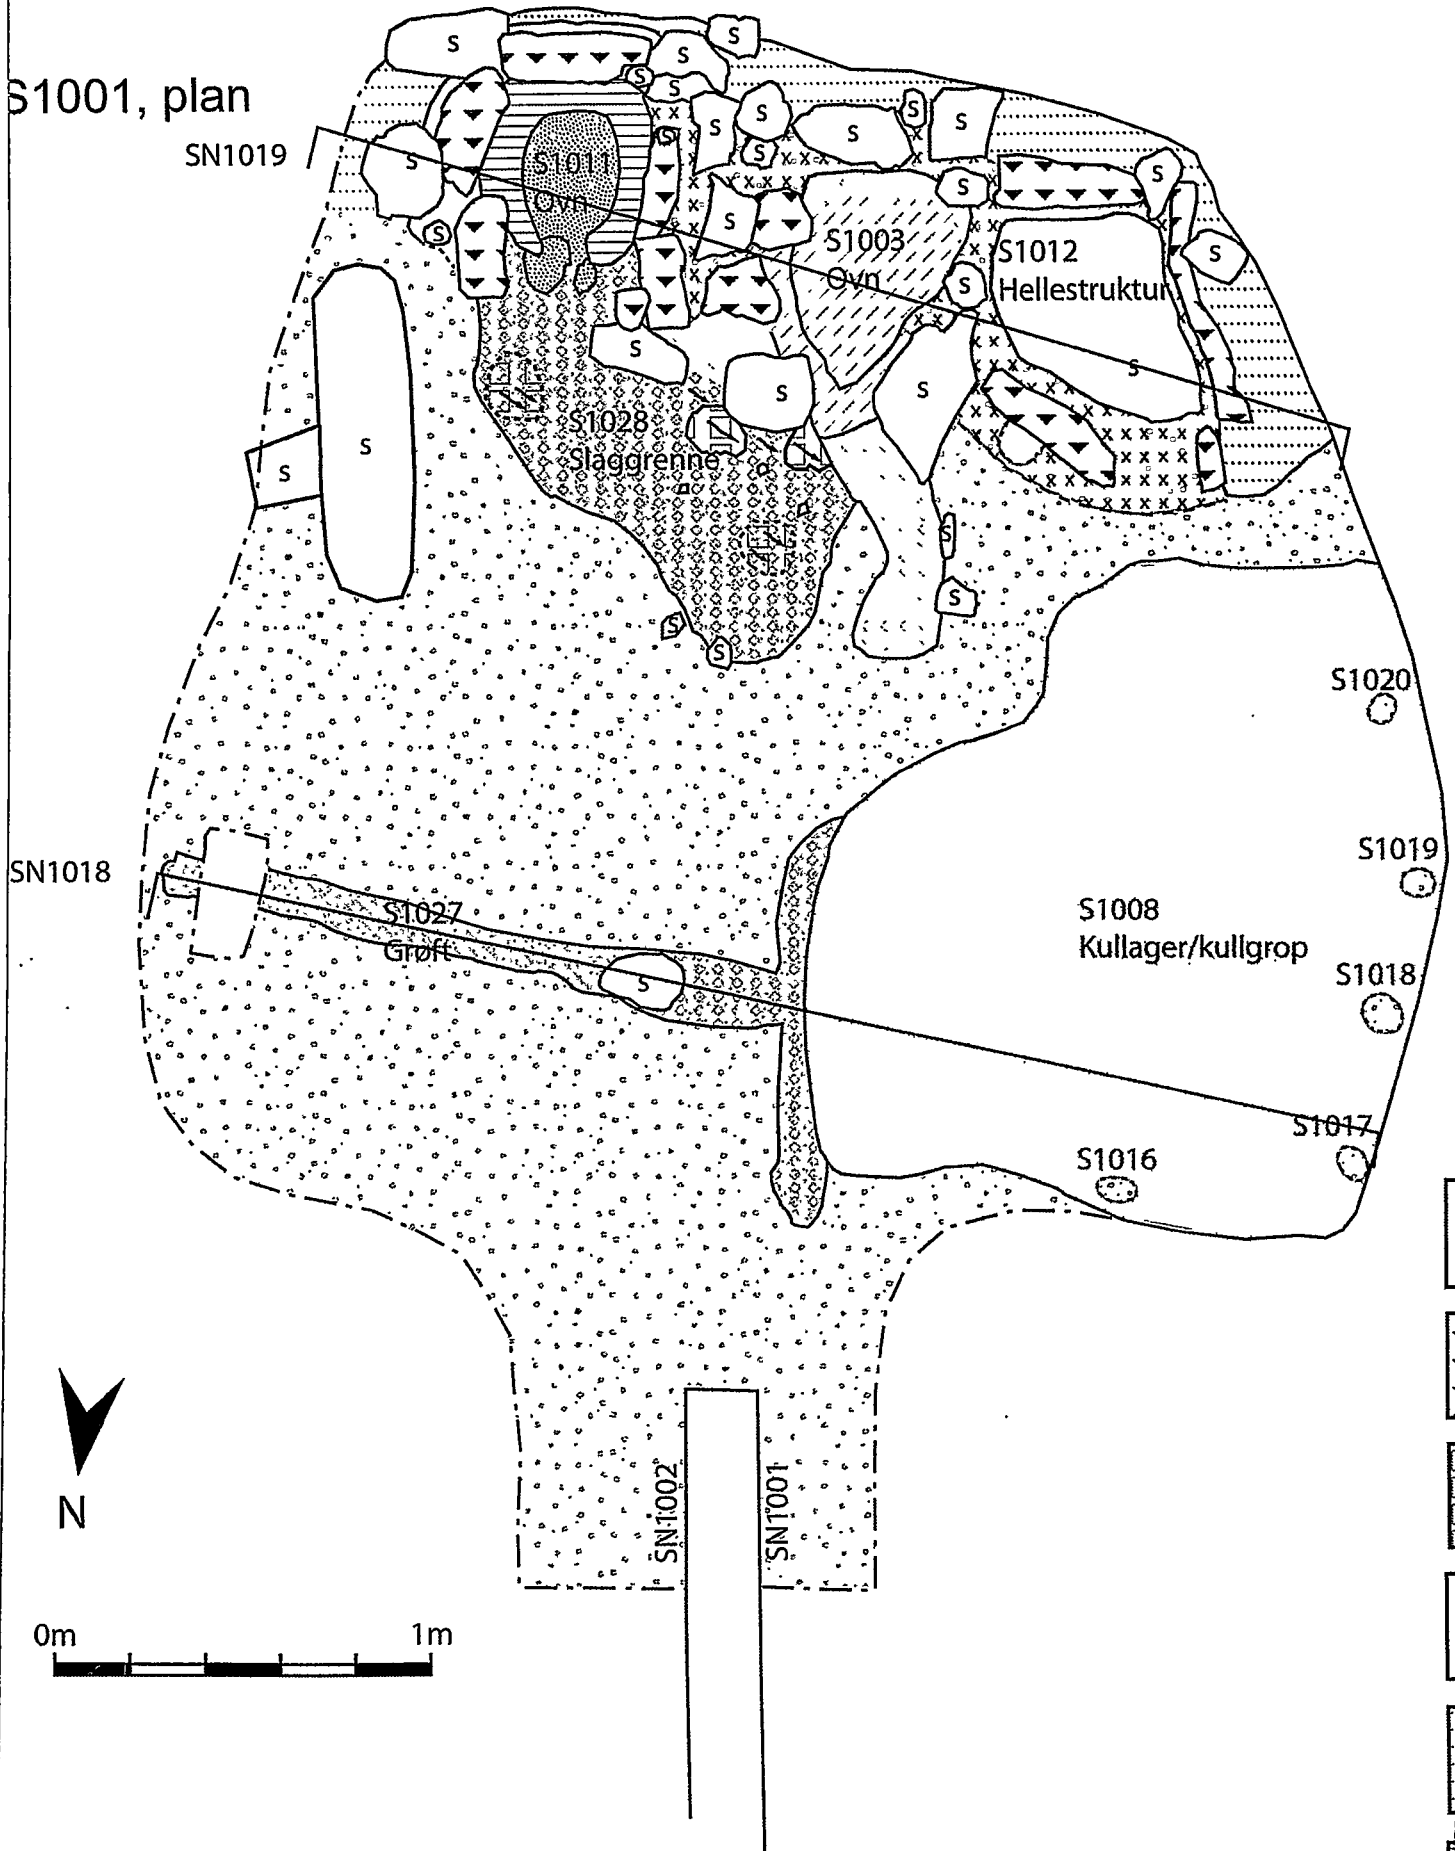 S1001, plan
S
S
S
S
S
SN1019
S
S1011
Ovn
S
S
S
S
S
S
S
S
S
S
S
S
S1003
Ovn
S
S1012
Hellestruktur
S
S
S
S
S
S
S
S
S1028
Slaggrenne
S
S
S
S
S
S1020
S1019
SN1018
S1027
Grøft
S
S1008
Kullager/kullgrop
S1018
S1017
S1016
N
SN1002
SN1001
0m 1m